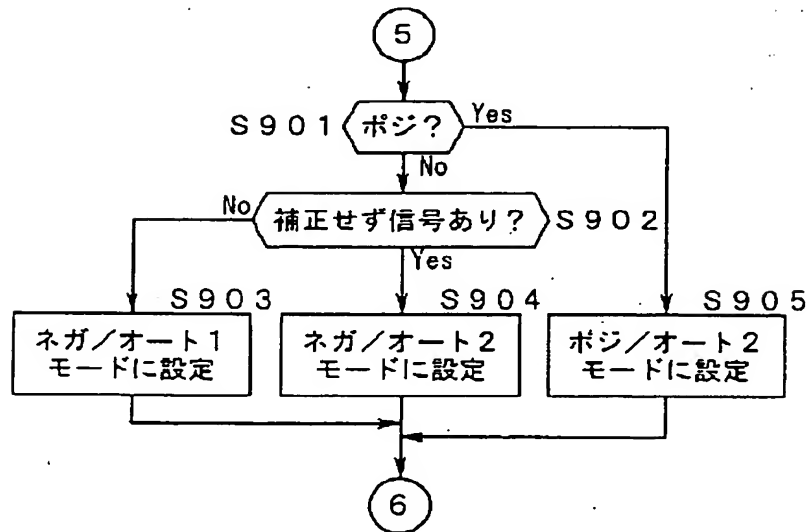 5
S901
ポジ?
Yes
No
No
補正せず信号あり?
S902
Yes
S903
S904
S905
ネガ/オート1
モードに設定
ネガ/オート2
モードに設定
ポジ/オート2
モードに設定
6